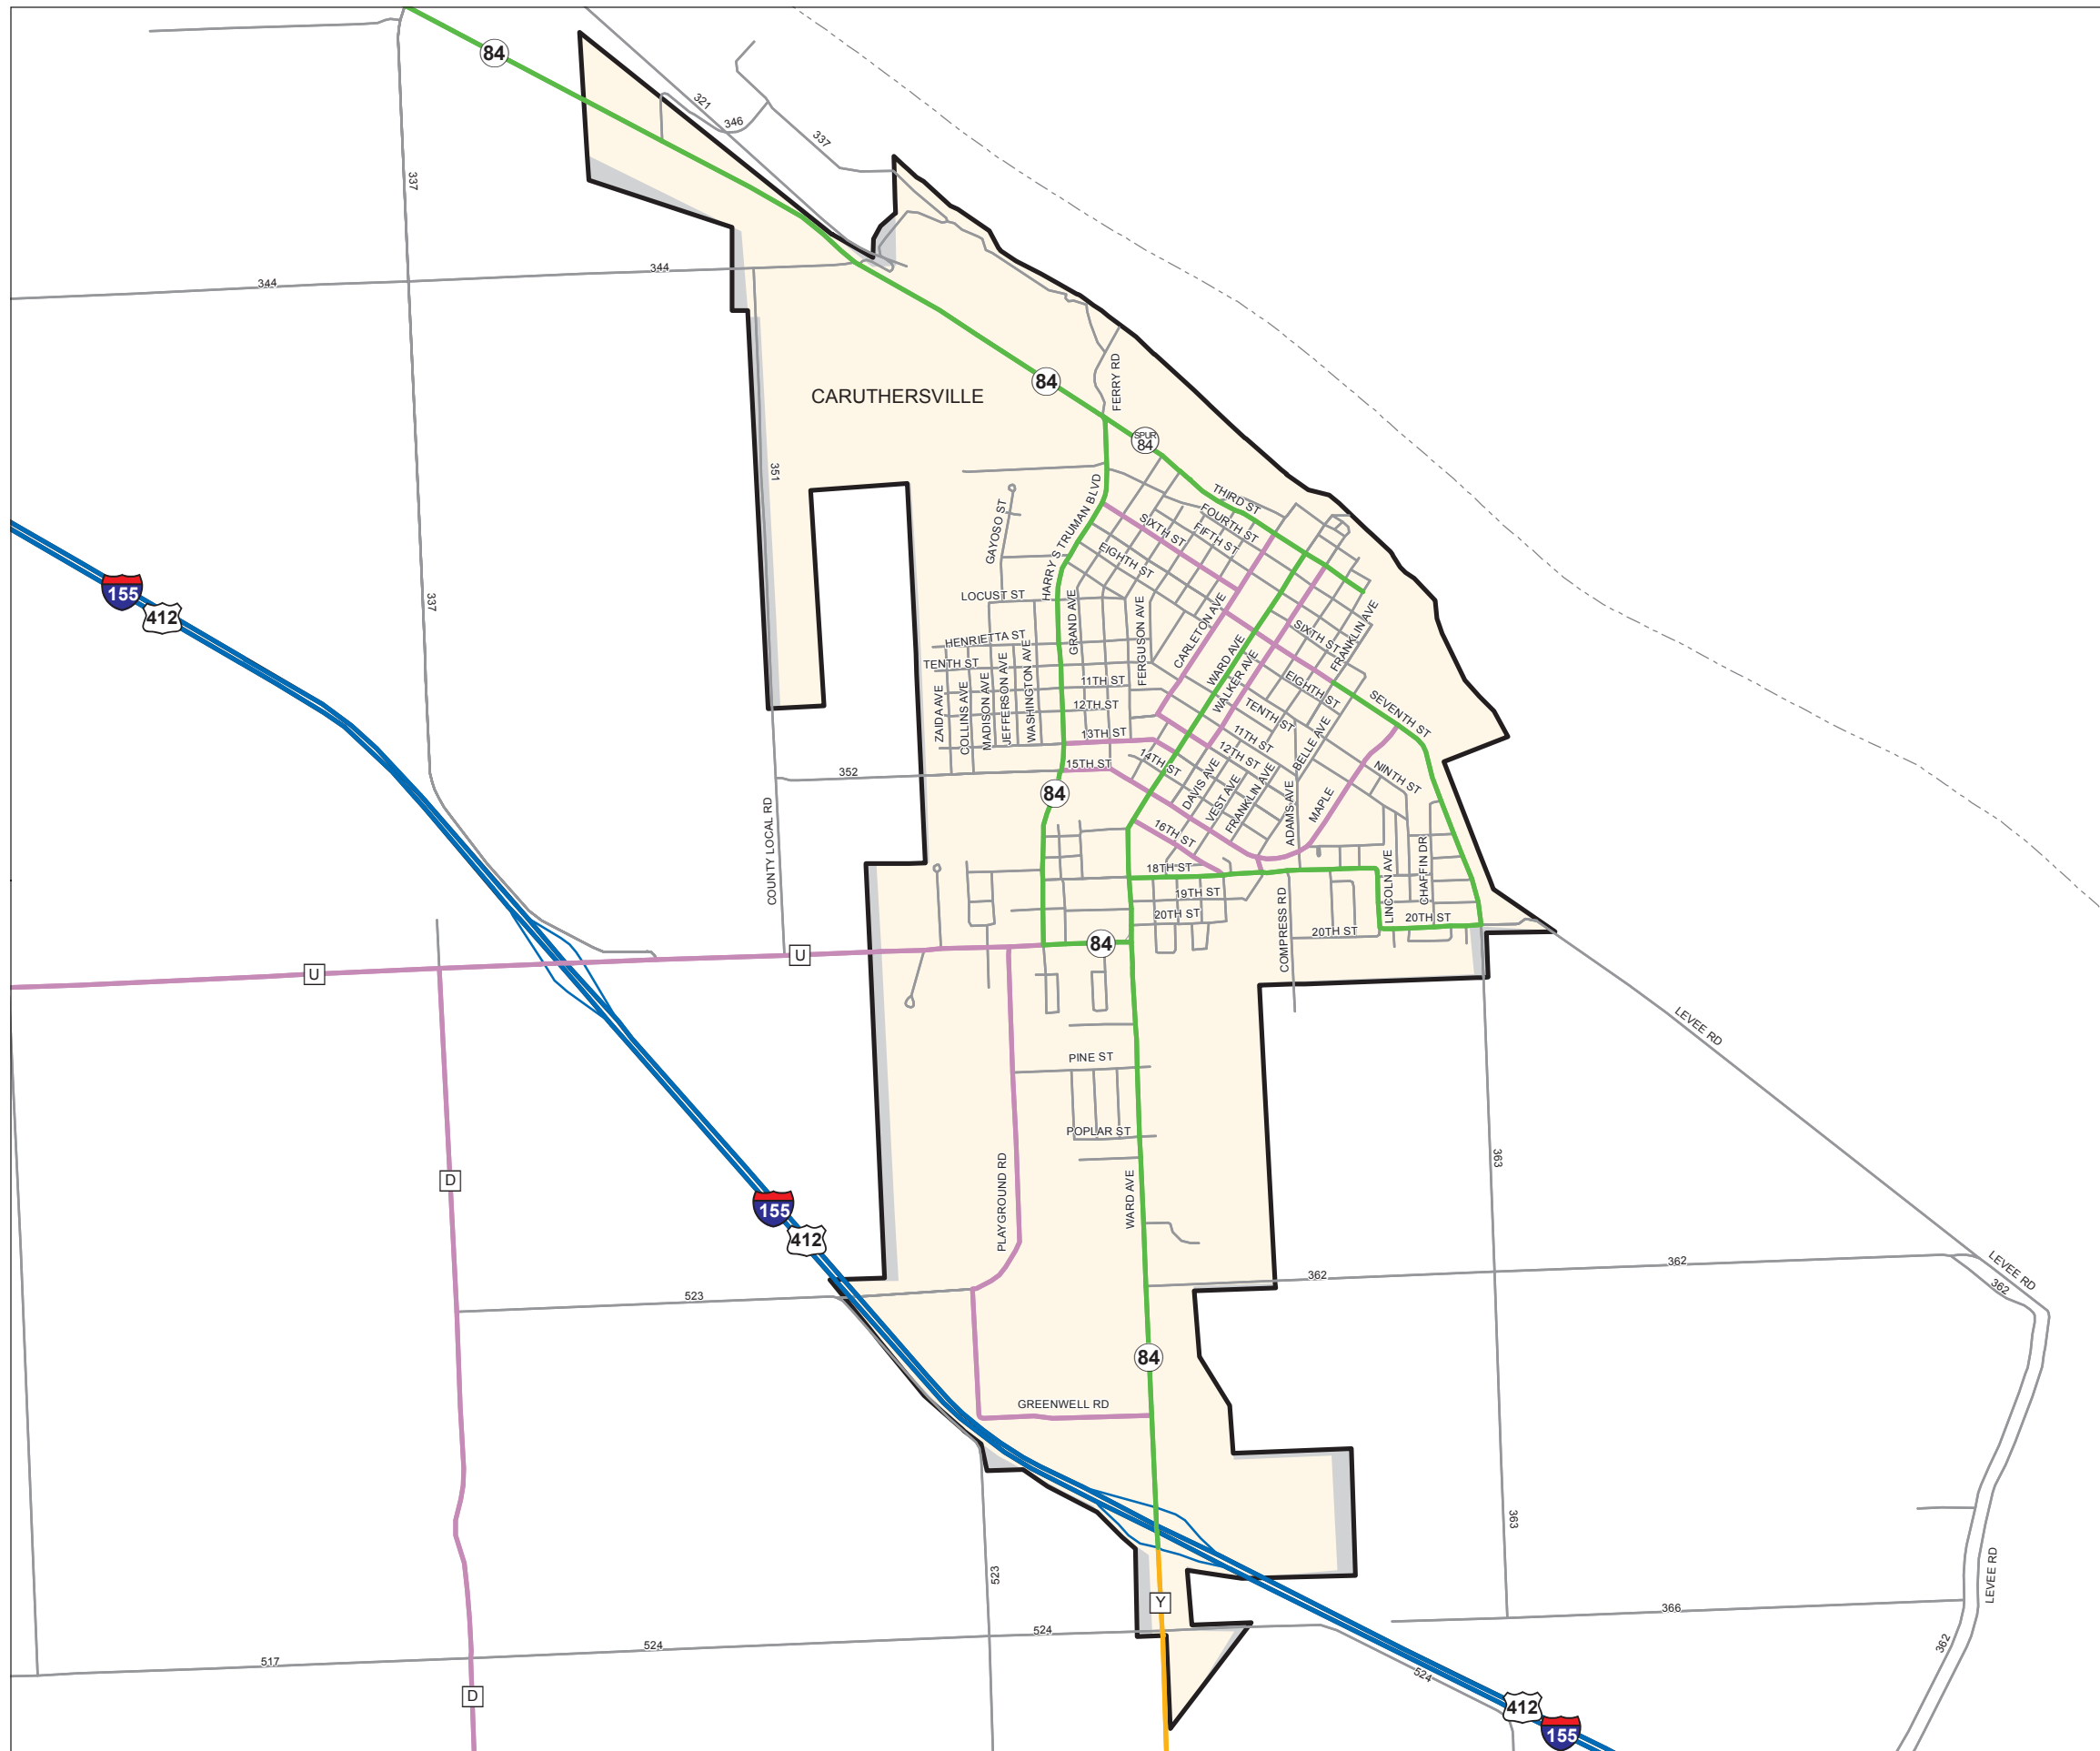 84
321
346
337
337
344
344
CARUTHERSVILLE
84
FERRY RD
SPUR
84
351
THIRD ST
FOURTH ST
FIFTH ST
SIXTH ST
EIGHTH ST
GAYOSO ST
HARRY S TRUMAN BLVD
155
412
337
LOCUST ST
GRAND AVE
FERGUSON AVE
CARLETON AVE
WARD AVE
WALKER AVE
SIXTH ST
FRANKLIN AVE
HENRIETTA ST
TENTH ST
11TH ST
12TH ST
13TH ST
15TH ST
ZAIDA AVE
COLLINS AVE
MADISON AVE
JEFFERSON AVE
WASHINGTON AVE
EIGHTH ST
SEVENTH ST
TENTH ST
11TH ST
12TH ST
14TH ST
BELLE AVE
NINTH ST
DAVIS AVE
VEST AVE
FRANKLIN AVE
ADAMS AVE
MAPLE
352
84
COUNTY LOCAL RD
16TH ST
18TH ST
19TH ST
20TH ST
LINCOLN AVE
CHAFFIN DR
20TH ST
20TH ST
COMPRESS RD
84
U
U
LEVEE RD
PINE ST
POPLAR ST
PLAYGROUND RD
WARD AVE
363
D
155
412
362
362
LEVEE RD
362
523
84
GREENWELL RD
363
523
Y
LEVEE RD
366
524
524
517
524
362
D
412
155